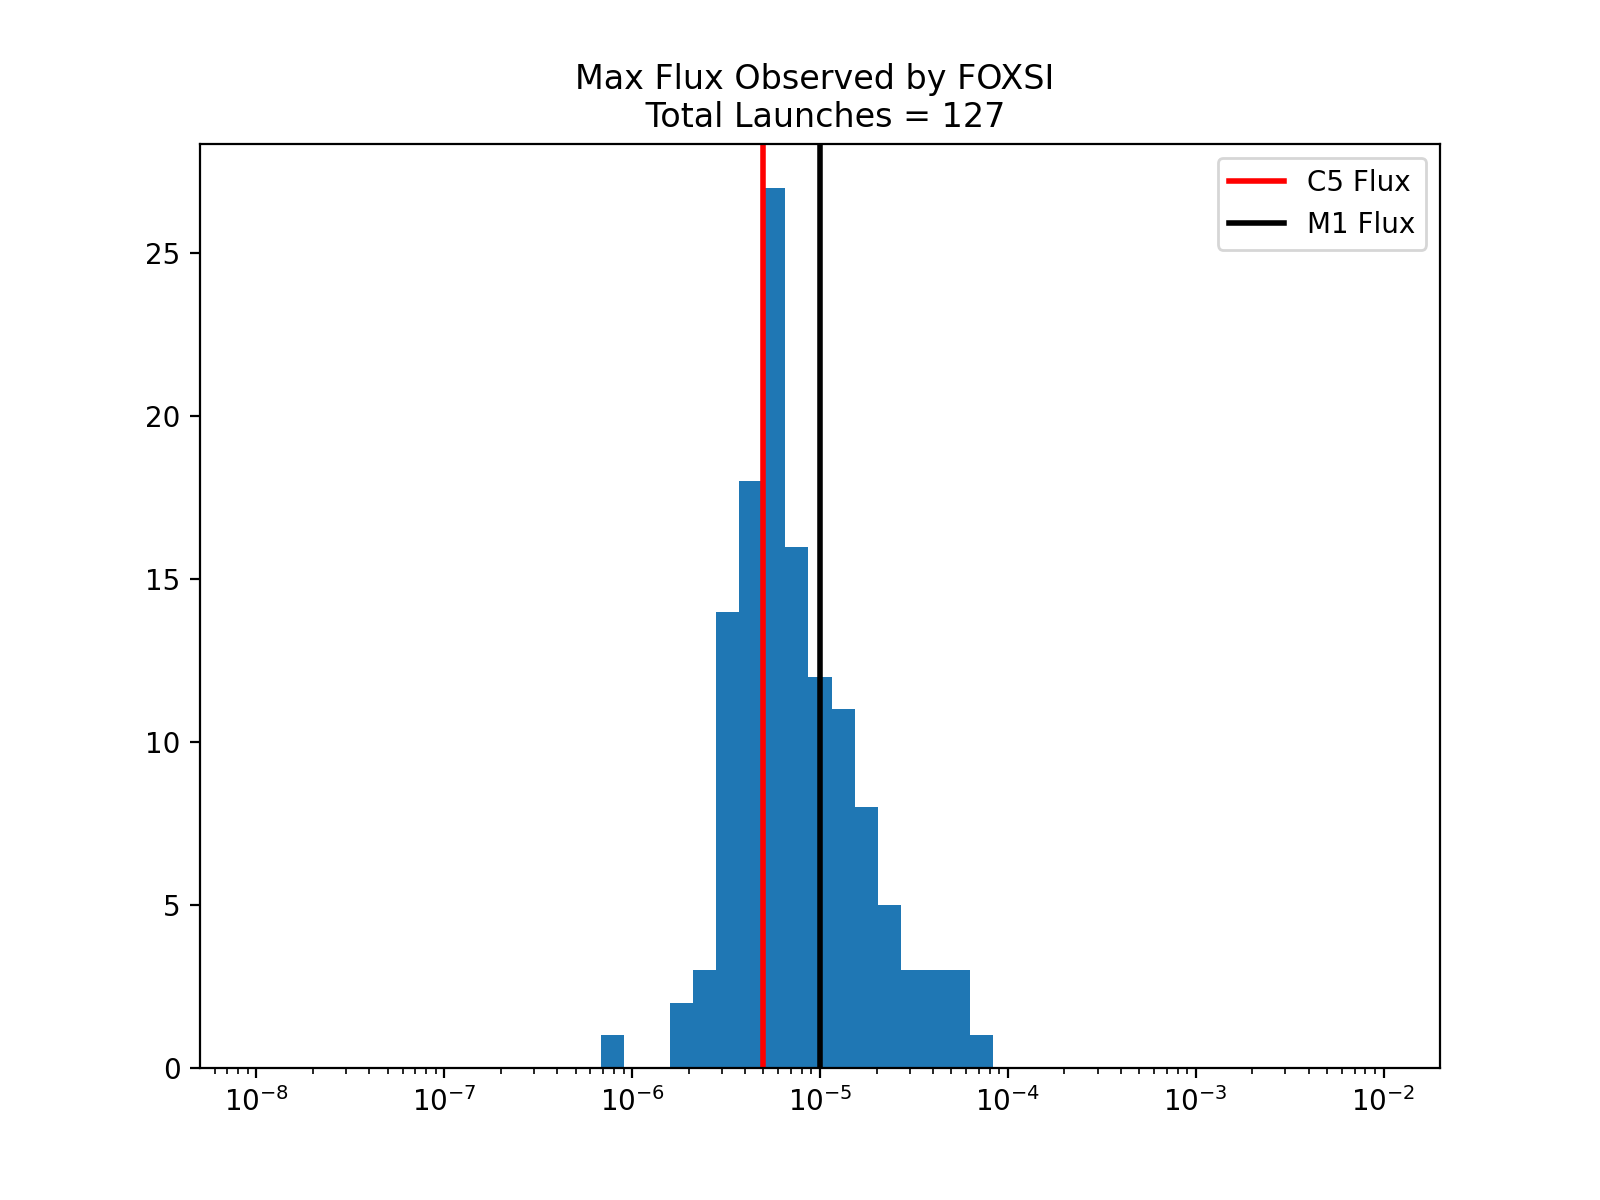 Max Flux Observed by FOXSI
Total Launches = 127
C5 Flux
M1 Flux
25
20
15
10
5
0
10⁻⁸ 10⁻⁷ 10⁻⁶ 10⁻⁵ 10⁻⁴ 10⁻³ 10⁻²